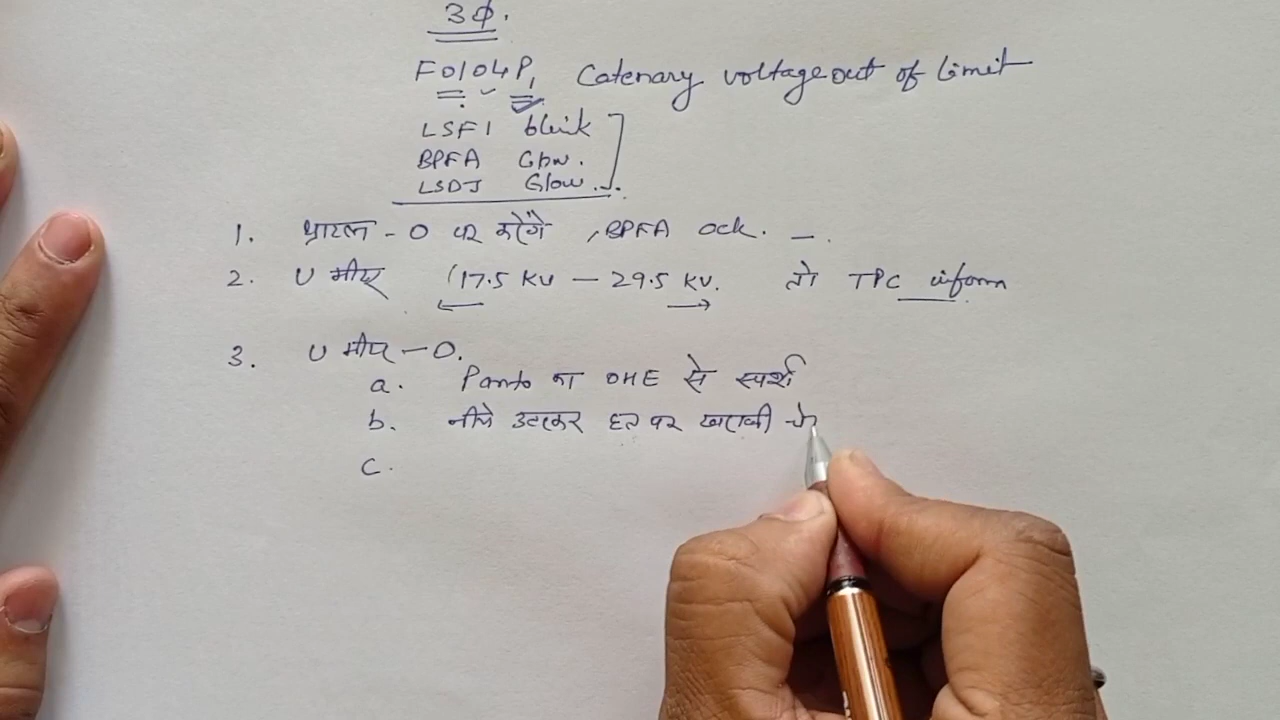 3φ.
F0104P, Catenary voltage out of limit
LSFI blink
BPFA Glow.
LSDJ Glow.
1. थ्राटल - 0 पर करेंगे , BPFA ack.
2. U मीटर (17.5 KV — 29.5 KV. तो TPC inform
3. U मीटर — 0.
a. Panto का OHE से स्पर्श
b. नीचे उतरकर छत पर खराबी चे
c.